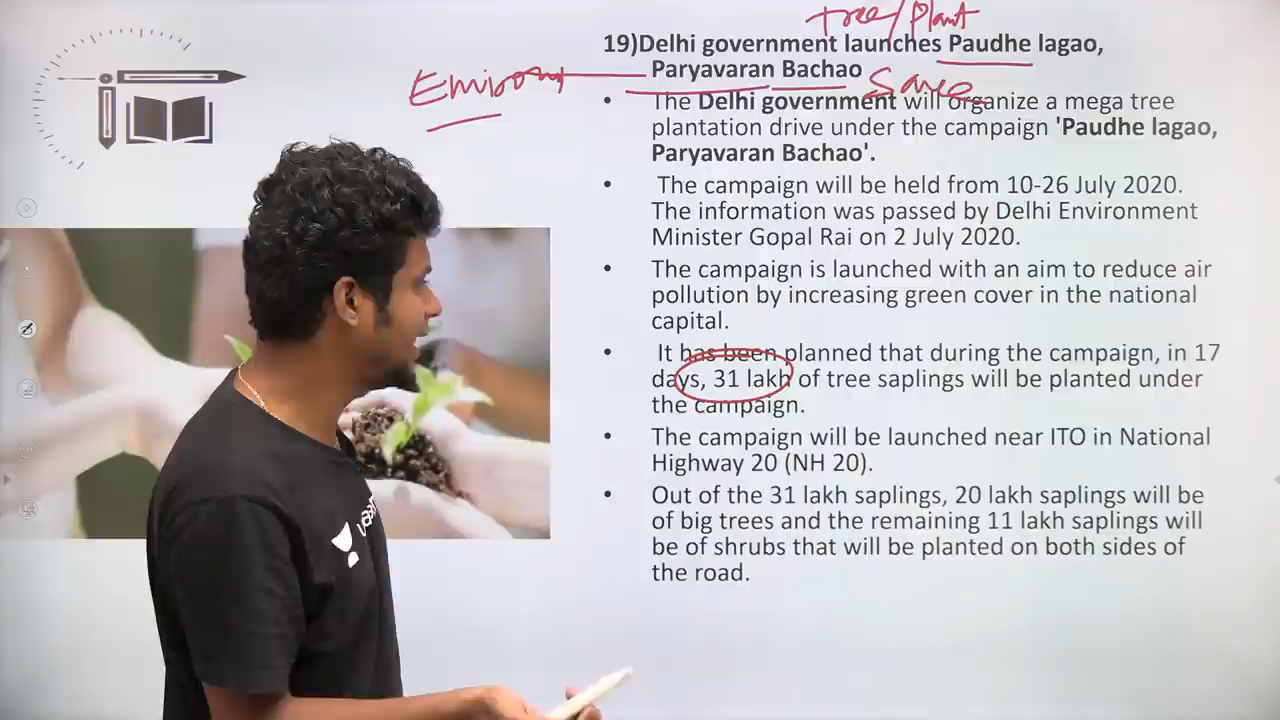 tree/Plant
19)Delhi government launches Paudhe lagao,
Paryavaran Bachao
Save
• The Delhi government will organize a mega tree
plantation drive under the campaign 'Paudhe lagao,
Paryavaran Bachao'.
• The campaign will be held from 10-26 July 2020.
The information was passed by Delhi Environment
Minister Gopal Rai on 2 July 2020.
• The campaign is launched with an aim to reduce air
pollution by increasing green cover in the national
capital.
• It has been planned that during the campaign, in 17
days, 31 lakh of tree saplings will be planted under
the campaign.
• The campaign will be launched near ITO in National
Highway 20 (NH 20).
• Out of the 31 lakh saplings, 20 lakh saplings will be
of big trees and the remaining 11 lakh saplings will
be of shrubs that will be planted on both sides of
the road.